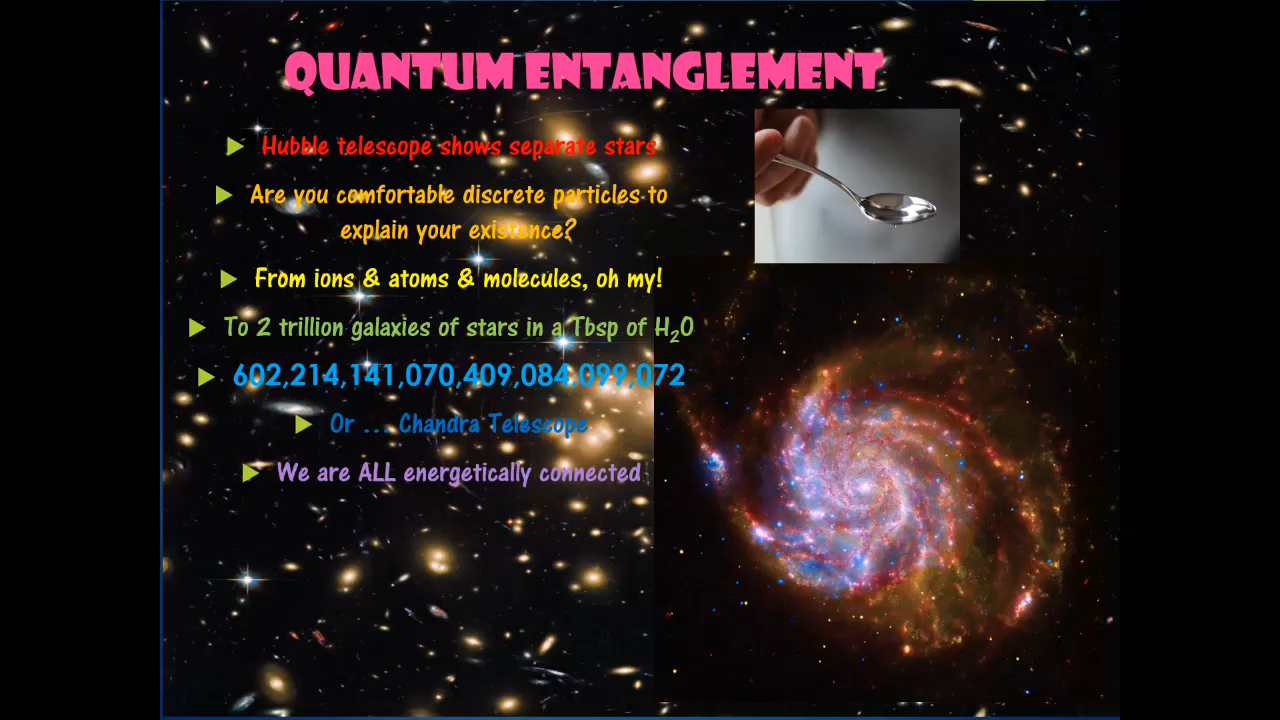 QUANTUM ENTANGLEMENT
Hubble telescope shows separate stars
Are you comfortable discrete particles to
explain your existence?
From ions & atoms & molecules, oh my!
To 2 trillion galaxies of stars in a Tbsp of H₂O
602,214,141,070,409,084,099,072
Or ... Chandra Telescope
We are ALL energetically connected